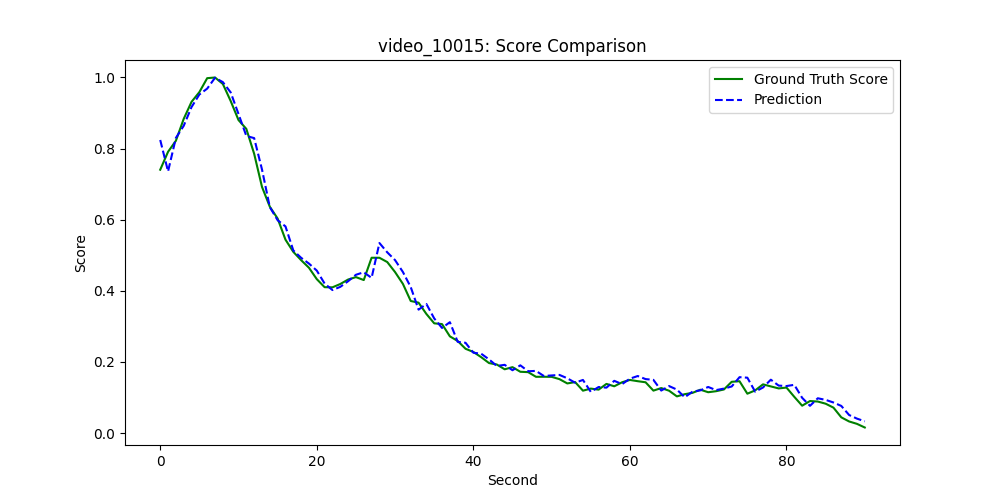 video_10015: Score Comparison
Ground Truth Score
Prediction
1.0
0.8
0.6
0.4
0.2
0.0
Score
0 20 40 60 80
Second